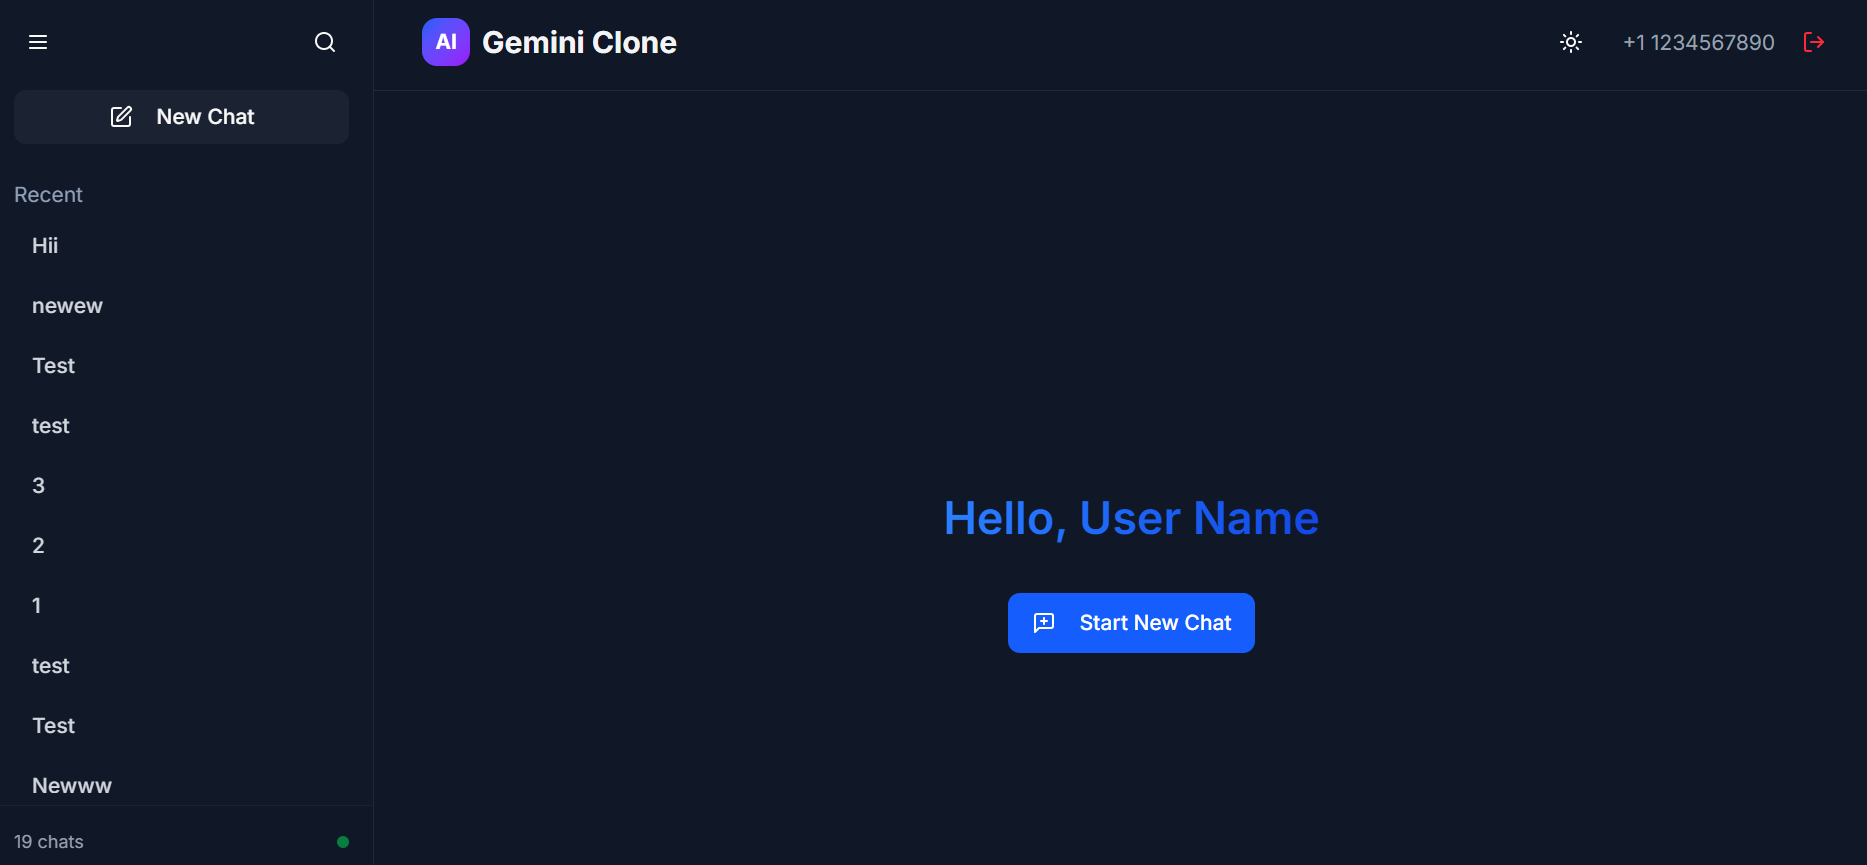 AI Gemini Clone
+1 1234567890
New Chat
Recent
Hii
newew
Test
test
3
2
1
test
Test
Newww
19 chats
Hello, User Name
Start New Chat